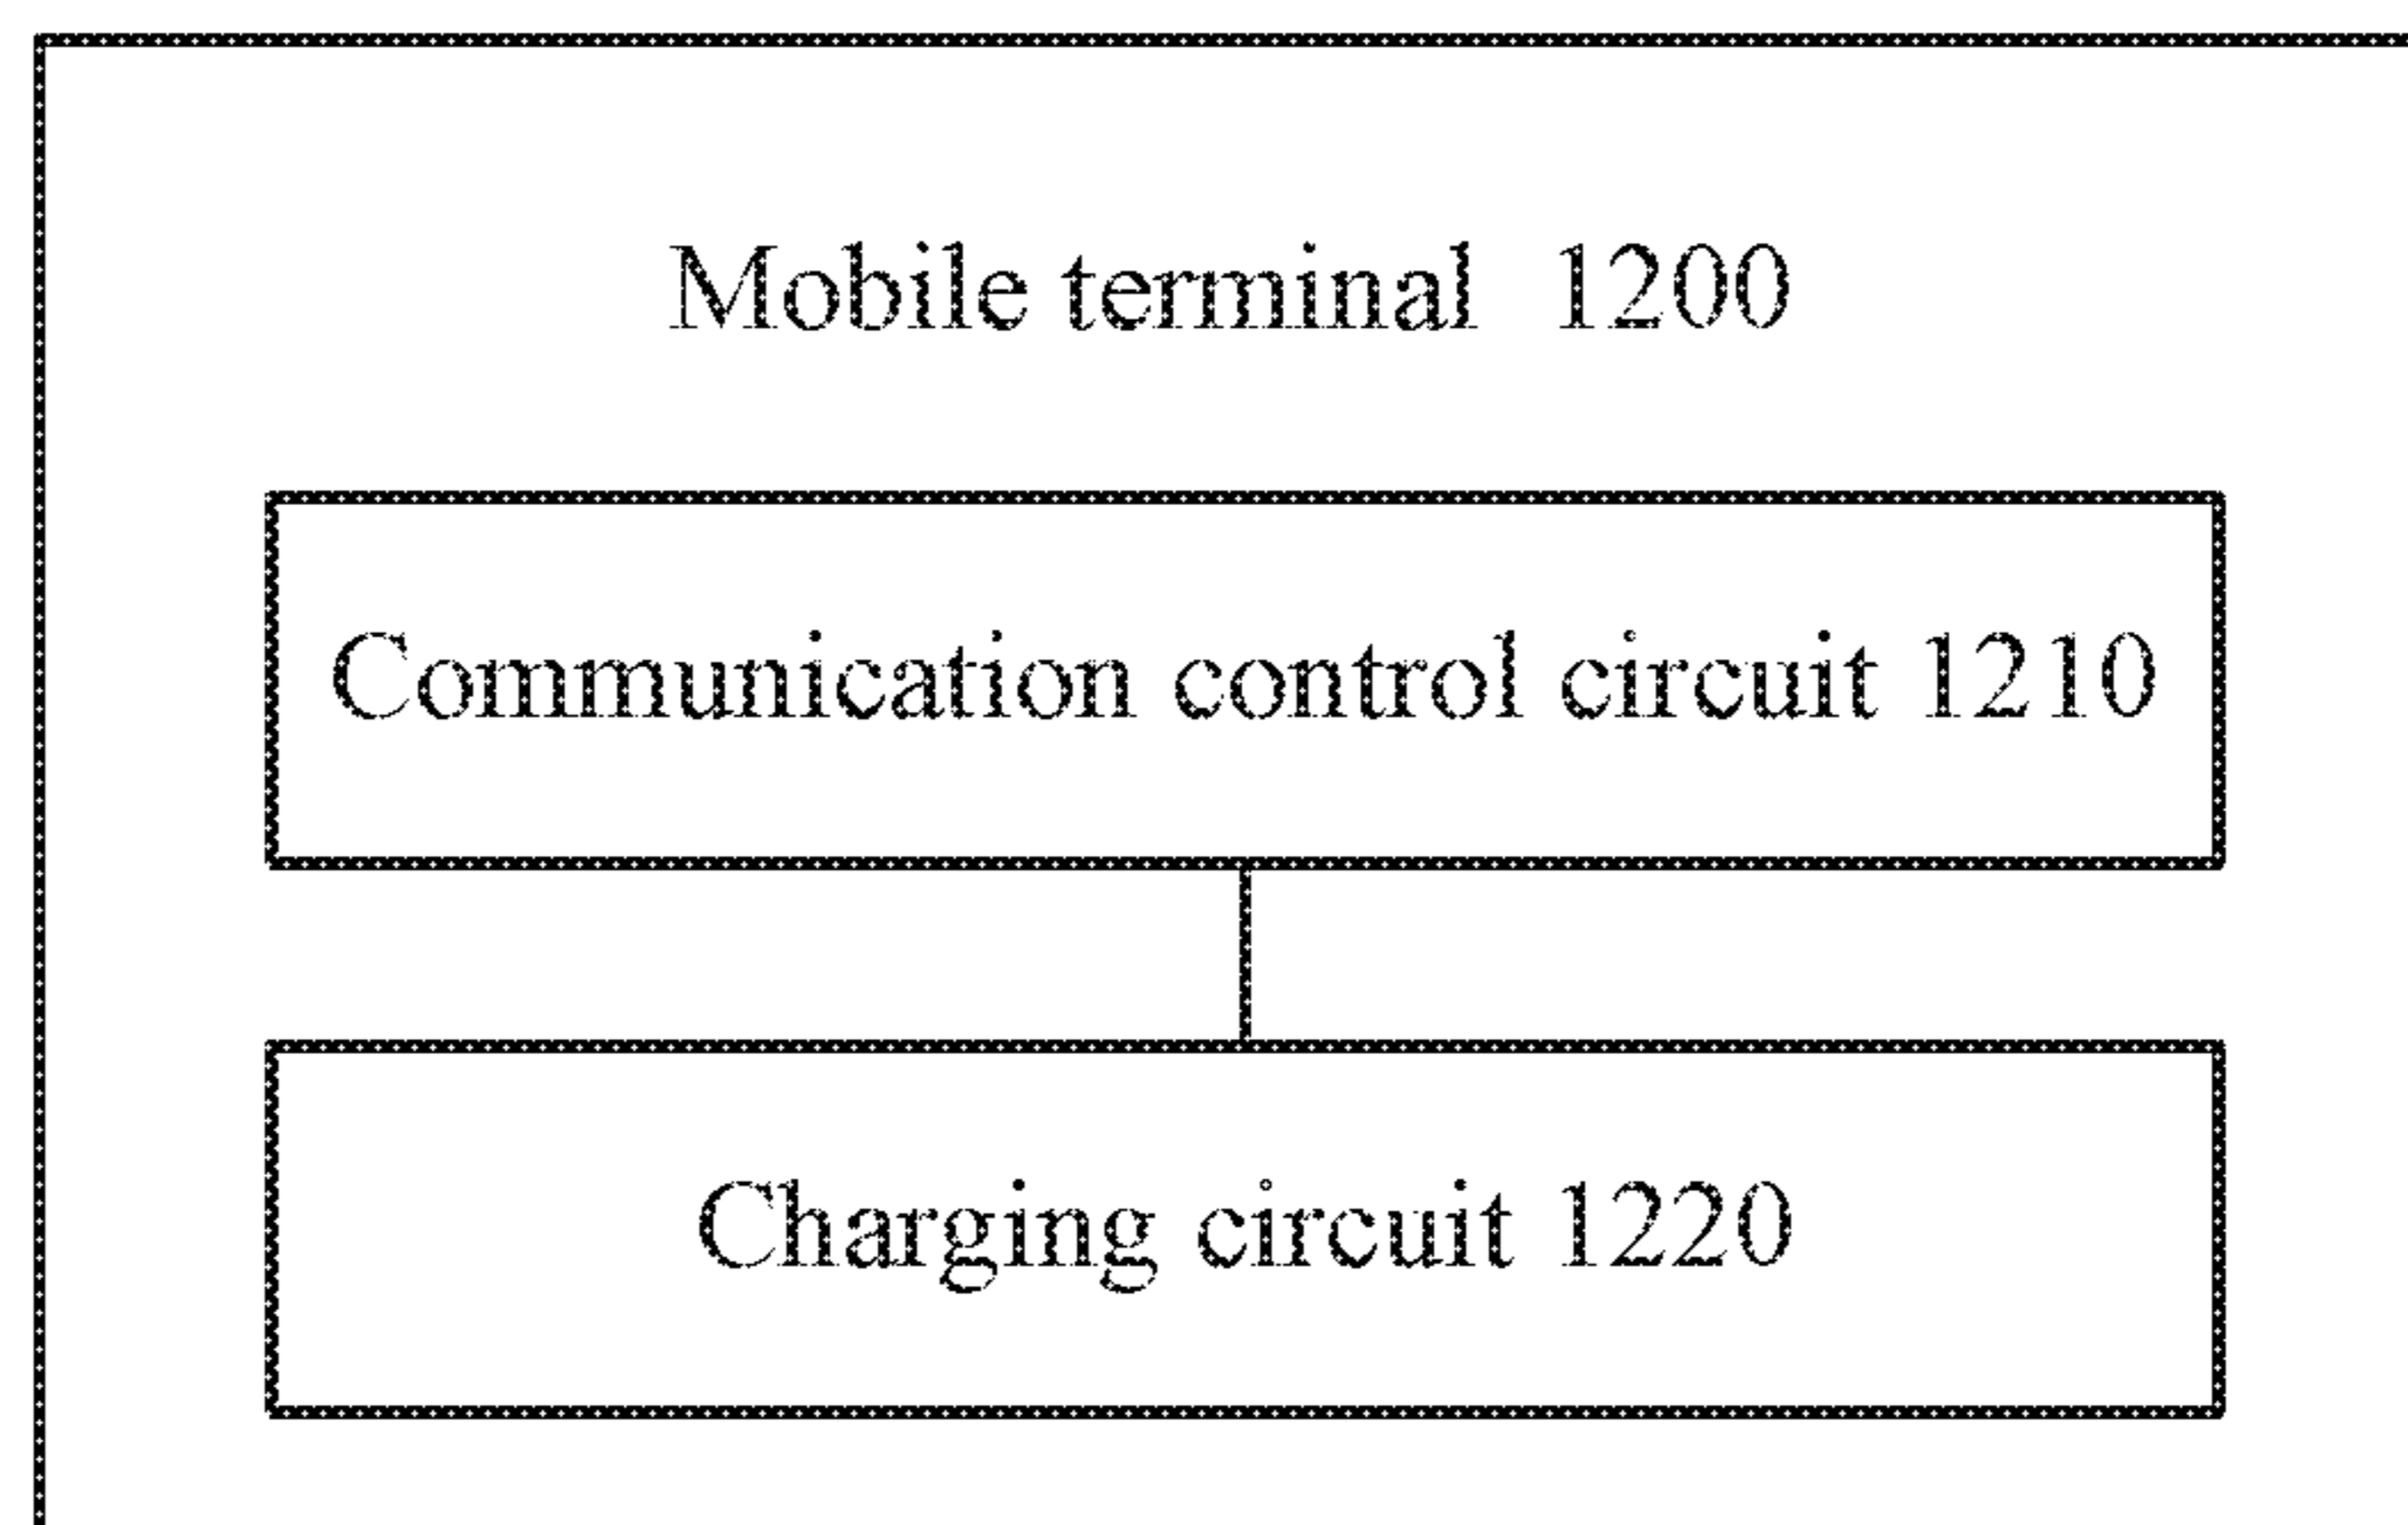 Mobile terminal 1200
Communication control circuit 1210
Charging circuit 1220